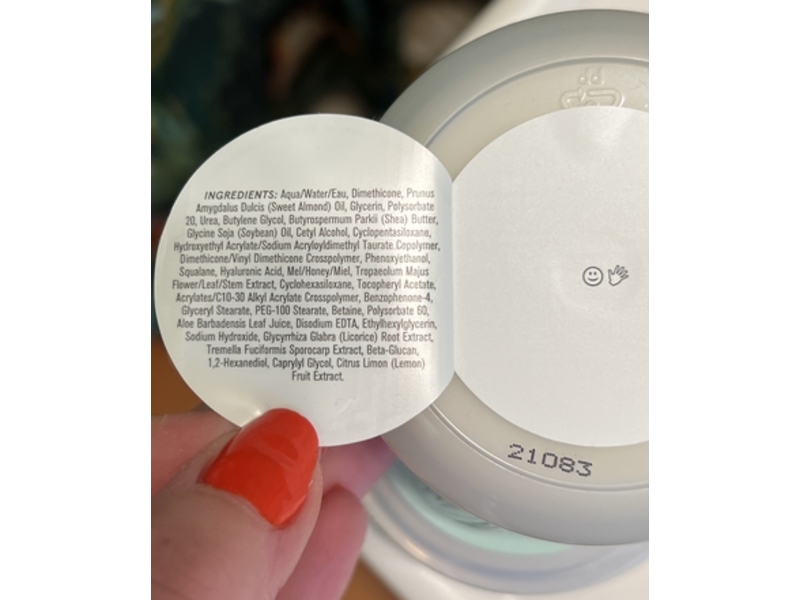 INGREDIENTS: Aqua/Water/Eau, Dimethicone, Prunus
Amygdalus Dulcis (Sweet Almond) Oil, Glycerin, Polysorbate
20, Urea, Butylene Glycol, Butyrospermum Parkii (Shea) Butter,
Glycine Soja (Soybean) Oil, Cetyl Alcohol, Cyclopentasiloxane,
Hydroxyethyl Acrylate/Sodium Acryloyldimethyl Taurate Copolymer,
Dimethicone/Vinyl Dimethicone Crosspolymer, Phenoxyethanol,
Squalane, Hyaluronic Acid, Mel/Honey/Miel, Tropaeolum Majus
Flower/Leaf/Stem Extract, Cyclohexasiloxane, Tocopheryl Acetate,
Acrylates/C10-30 Alkyl Acrylate Crosspolymer, Benzophenone-4,
Glyceryl Stearate, PEG-100 Stearate, Betaine, Polysorbate 60,
Aloe Barbadensis Leaf Juice, Disodium EDTA, Ethylhexylglycerin,
Sodium Hydroxide, Glycyrrhiza Glabra (Licorice) Root Extract,
Tremella Fuciformis Sporocarp Extract, Beta-Glucan,
1,2-Hexanediol, Caprylyl Glycol, Citrus Limon (Lemon)
Fruit Extract.
21083